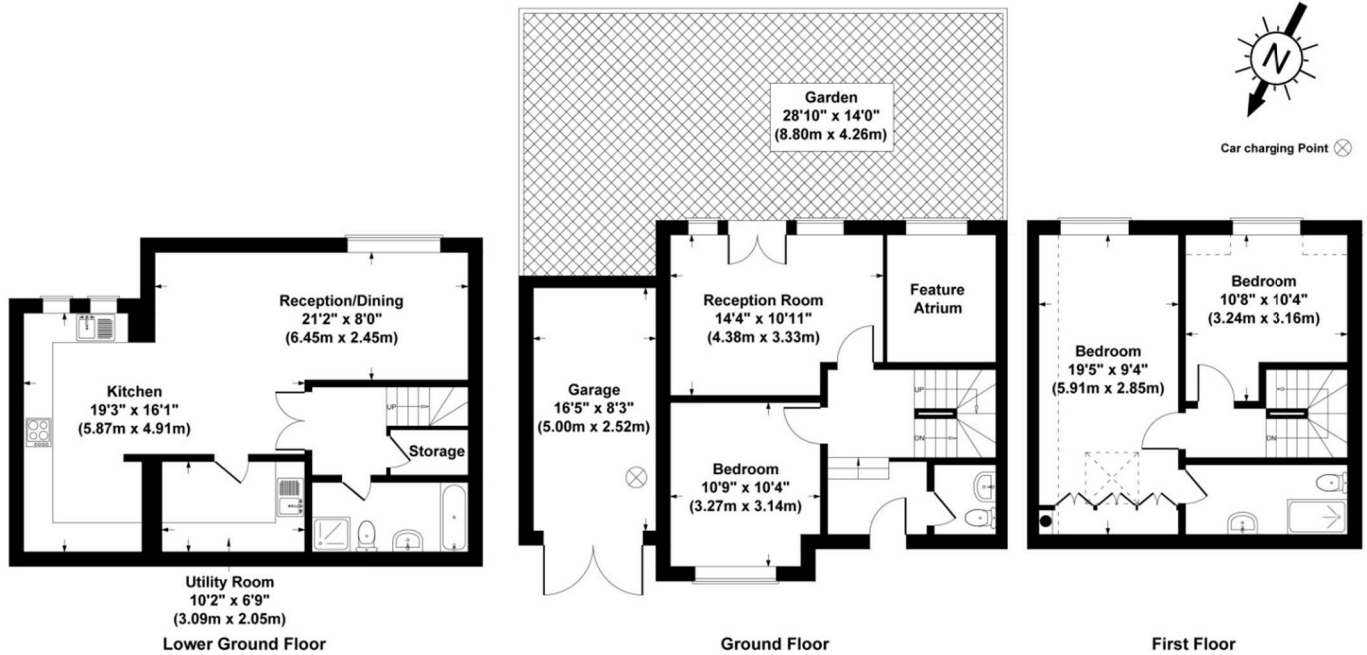 N
Car charging Point
Garden
28'10" x 14'0"
(8.80m x 4.26m)
Reception/Dining
21'2" x 8'0"
(6.45m x 2.45m)
Kitchen
19'3" x 16'1"
(5.87m x 4.91m)
UP
Storage
Utility Room
10'2" x 6'9"
(3.09m x 2.05m)
Lower Ground Floor
Reception Room
14'4" x 10'11"
(4.38m x 3.33m)
Feature
Atrium
Garage
16'5" x 8'3"
(5.00m x 2.52m)
UP
DN
Bedroom
10'9" x 10'4"
(3.27m x 3.14m)
Ground Floor
Bedroom
10'8" x 10'4"
(3.24m x 3.16m)
Bedroom
19'5" x 9'4"
(5.91m x 2.85m)
DN
First Floor